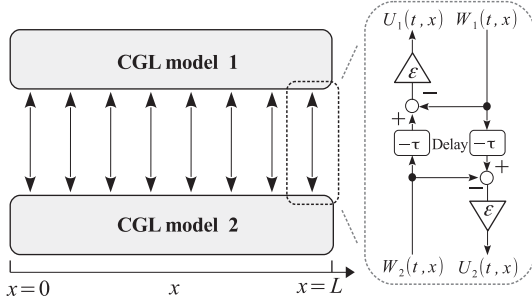 CGL model 1
CGL model 2
x=0
x
x=L
U₁(t,x) W₁(t,x)
ε
−
+
−τ Delay −τ
+
−
ε
W₂(t,x) U₂(t,x)